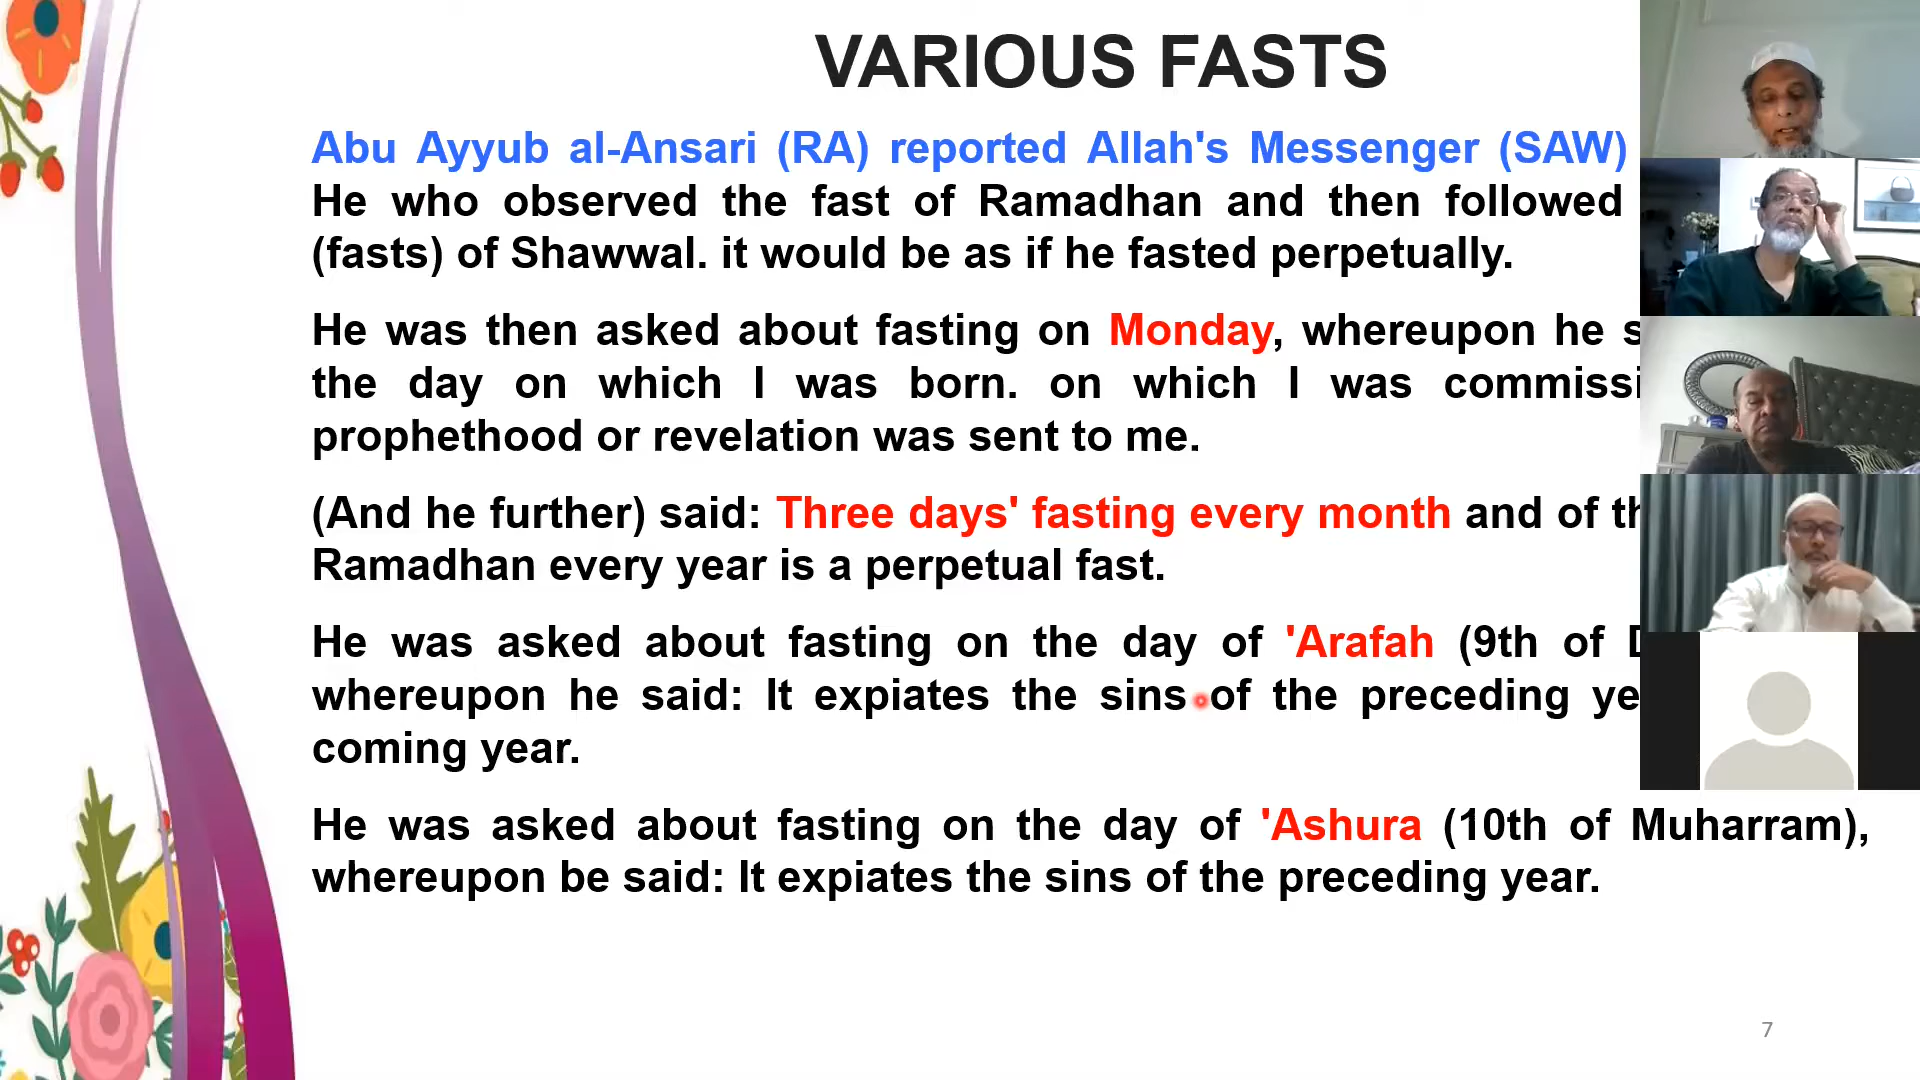 VARIOUS FASTS
Abu Ayyub al-Ansari (RA) reported Allah's Messenger (SAW)
He who observed the fast of Ramadhan and then followed
(fasts) of Shawwal. it would be as if he fasted perpetually.
He was then asked about fasting on Monday, whereupon he
the day on which I was born. on which I was
prophethood or revelation was sent to me.
(And he further) said: Three days' fasting every month and of
Ramadhan every year is a perpetual fast.
He was asked about fasting on the day of 'Arafah (9th of
whereupon he said: It expiates the sins of the preceding
coming year.
He was asked about fasting on the day of 'Ashura (10th of Muharram),
whereupon be said: It expiates the sins of the preceding year.
7